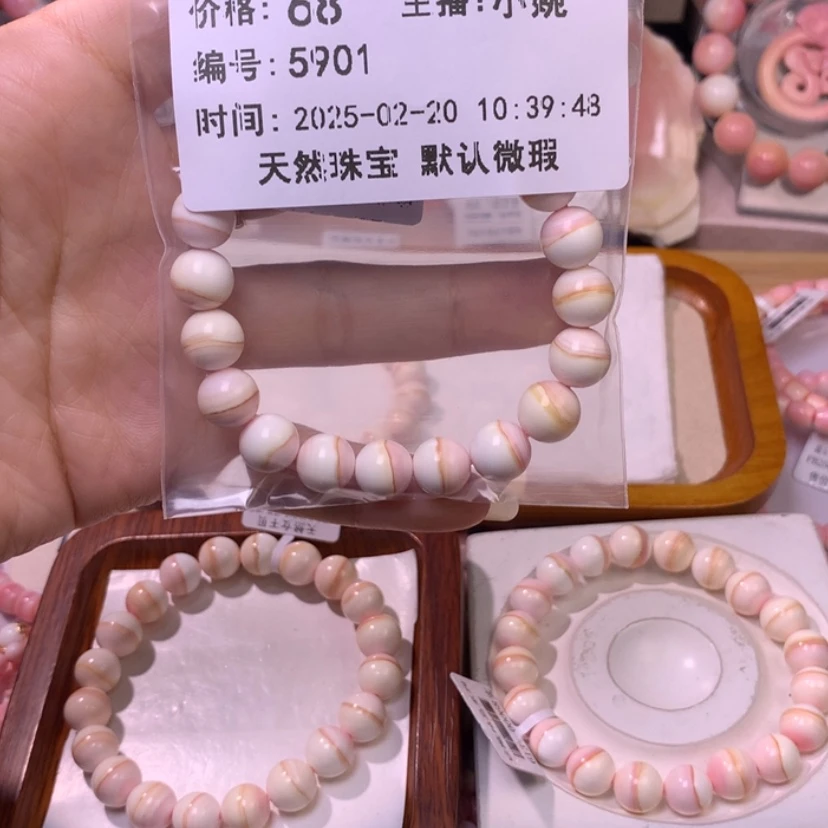 价格: 68 主播:小婉
编号: 5901
时间: 2025-02-20 10:39:48
天然珠宝 默认微瑕